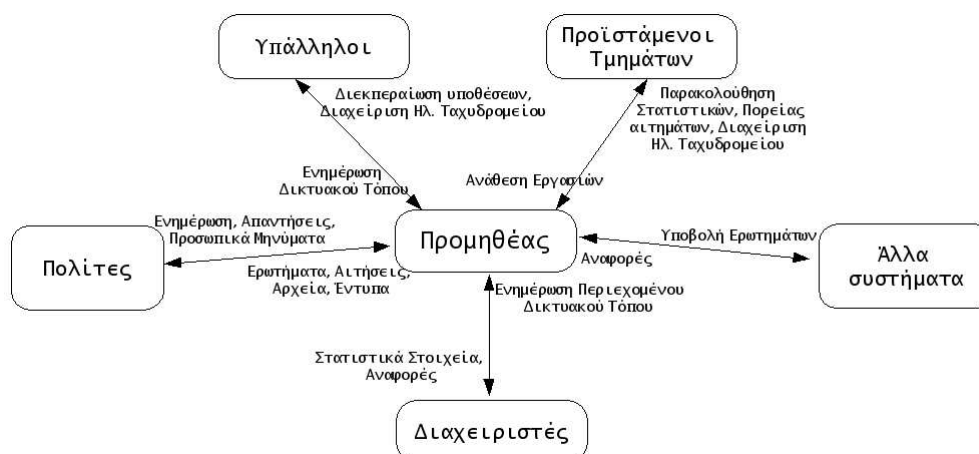 Υπάλληλοι
Προϊστάμενοι
Τμημάτων
Διεκπεραίωση υποθέσεων,
Διαχείριση Ηλ. Ταχυδρομείου
Παρακολούθηση
Στατιστικών, Πορείας
αιτημάτων, Διαχείριση
Ηλ. Ταχυδρομείου
Ενημέρωση
Δικτυακού Τόπου
Ανάθεση Εργασιών
Ενημέρωση, Απαντήσεις,
Προσωπικά Μηνύματα
Προμηθέας
Υποβολή Ερωτημάτων
Πολίτες
Άλλα
συστήματα
Αναφορές
Ερωτήματα, Αιτήσεις,
Αρχεία, Έντυπα
Ενημέρωση Περιεχομένου
Δικτυακού Τόπου
Στατιστικά Στοιχεία,
Αναφορές
Διαχειριστές